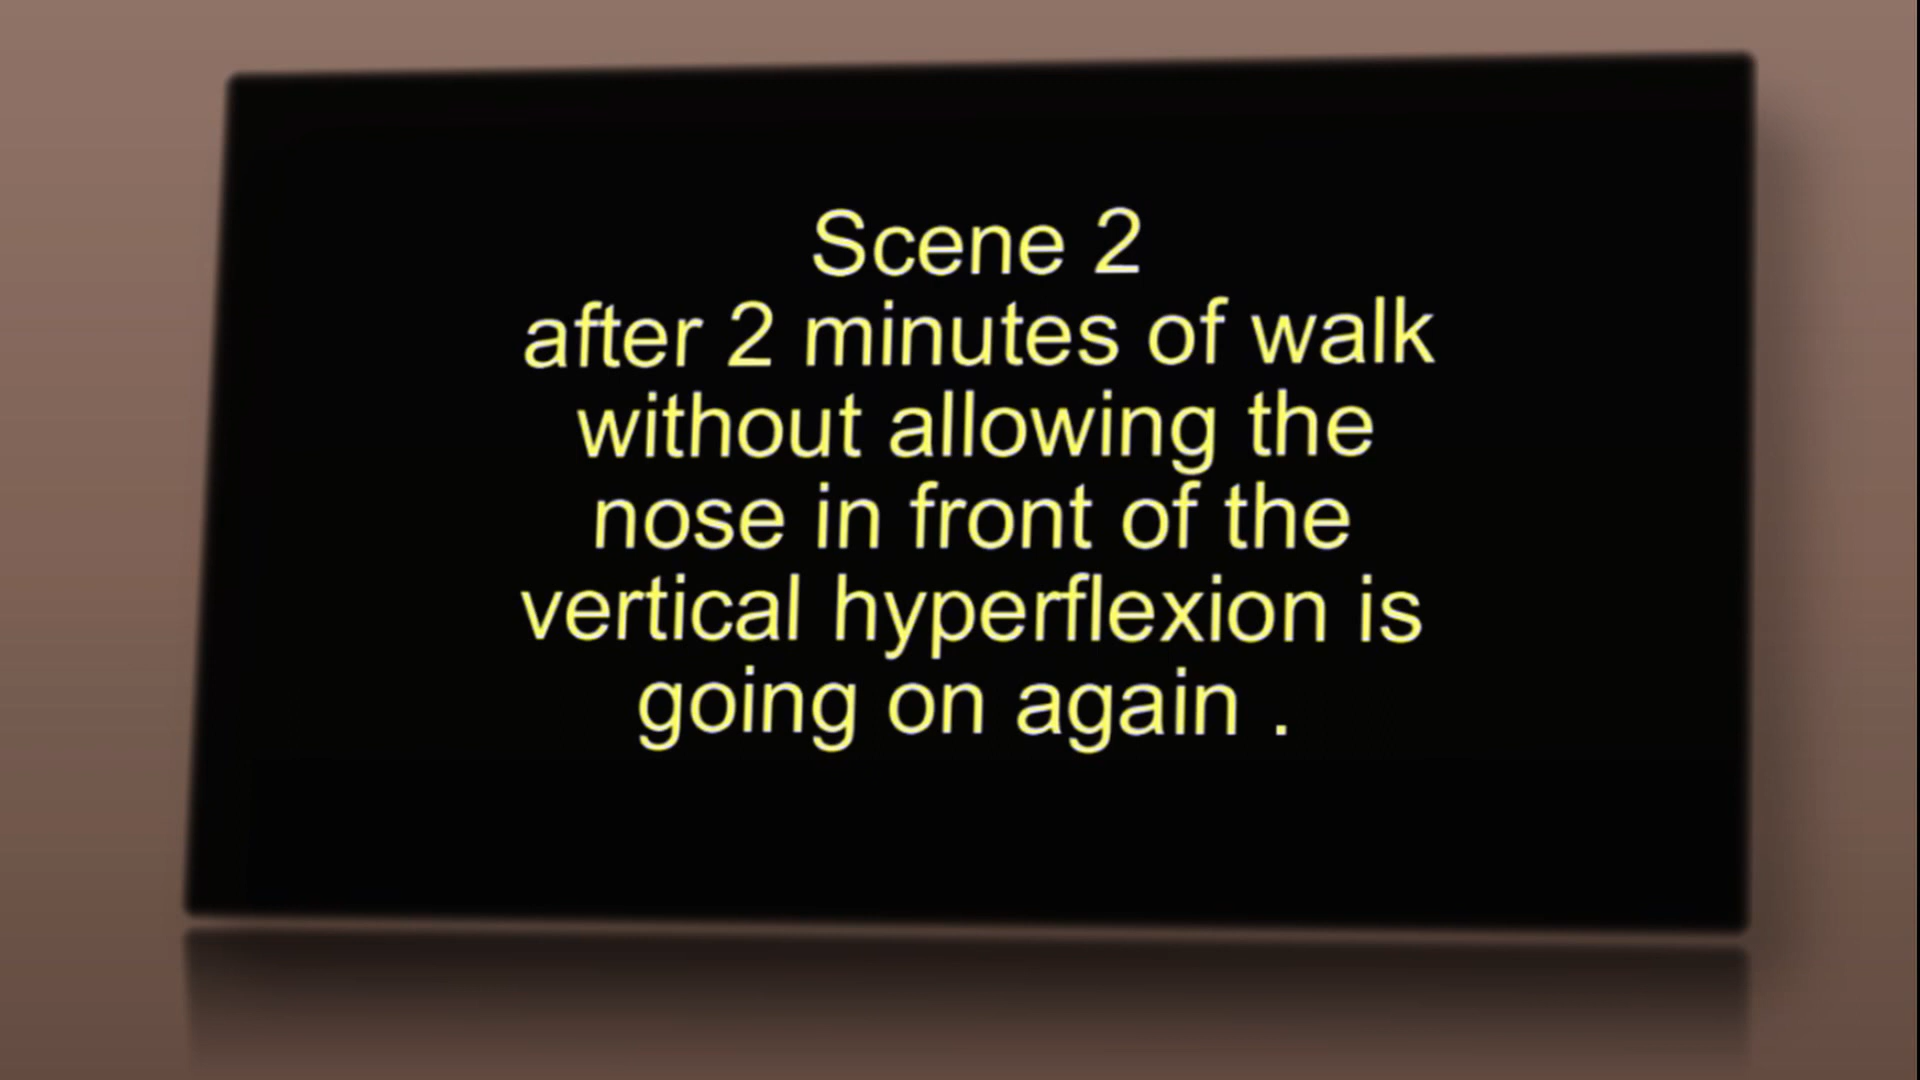 Scene 2
after 2 minutes of walk
without allowing the
nose in front of the
vertical hyperflexion is
going on again .